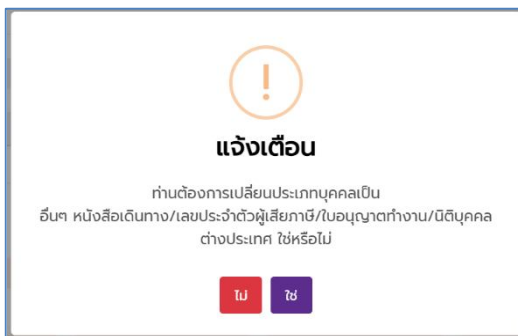 !
แจ้งเตือน
ท่านต้องการเปลี่ยนประเภทบุคคลเป็น
อื่นๆ หนังสือเดินทาง/เลขประจำตัวผู้เสียภาษี/ใบอนุญาตทำงาน/นิติบุคคล
ต่างประเทศ ใช่หรือไม่
ไม่ ใช่